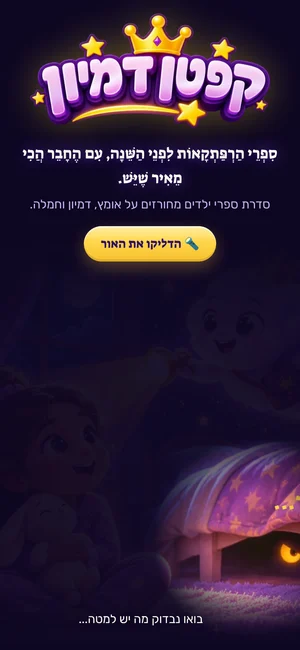 קפטן דמיון
סִפְרֵי הַרְפַּתְקָאוֹת לִפְנֵי הַשֵּׁנָה, עִם הֶחָבֵר הֲכִי
מֵאִיר שֶׁיֵּשׁ.
סדרת ספרי ילדים מחורזים על אומץ, דמיון וחמלה.
🔦 הדליקו את האור
...
בואו נבדוק מה יש למטה...